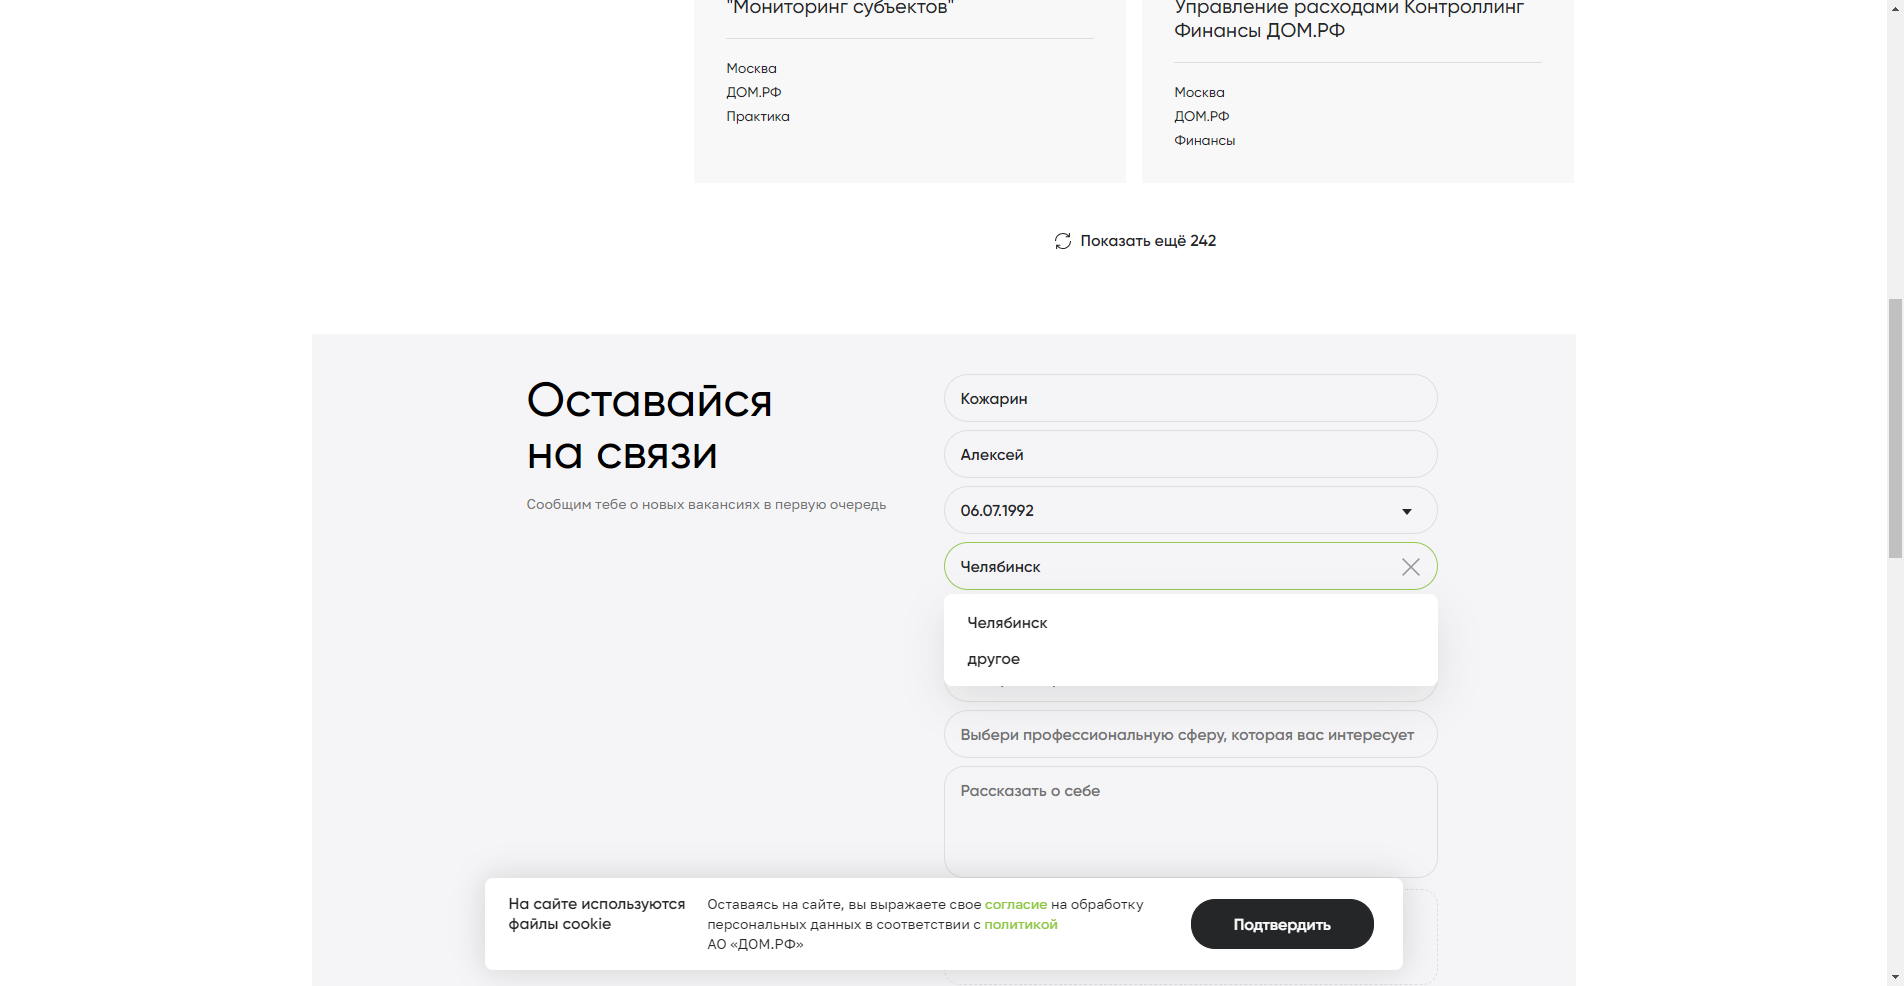 "Мониторинг субъектов"
Москва
ДОМ.РФ
Практика
Управление расходами Контроллинг
Финансы ДОМ.РФ
Москва
ДОМ.РФ
Финансы
Показать ещё 242
Оставайся
на связи
Сообщим тебе о новых вакансиях в первую очередь
Кожарин
Алексей
06.07.1992
Челябинск
Челябинск
другое
Выбери профессиональную сферу, которая вас интересует
Рассказать о себе
На сайте используются
файлы cookie
Оставаясь на сайте, вы выражаете свое согласие на обработку
персональных данных в соответствии с политикой
АО «ДОМ.РФ»
Подтвердить